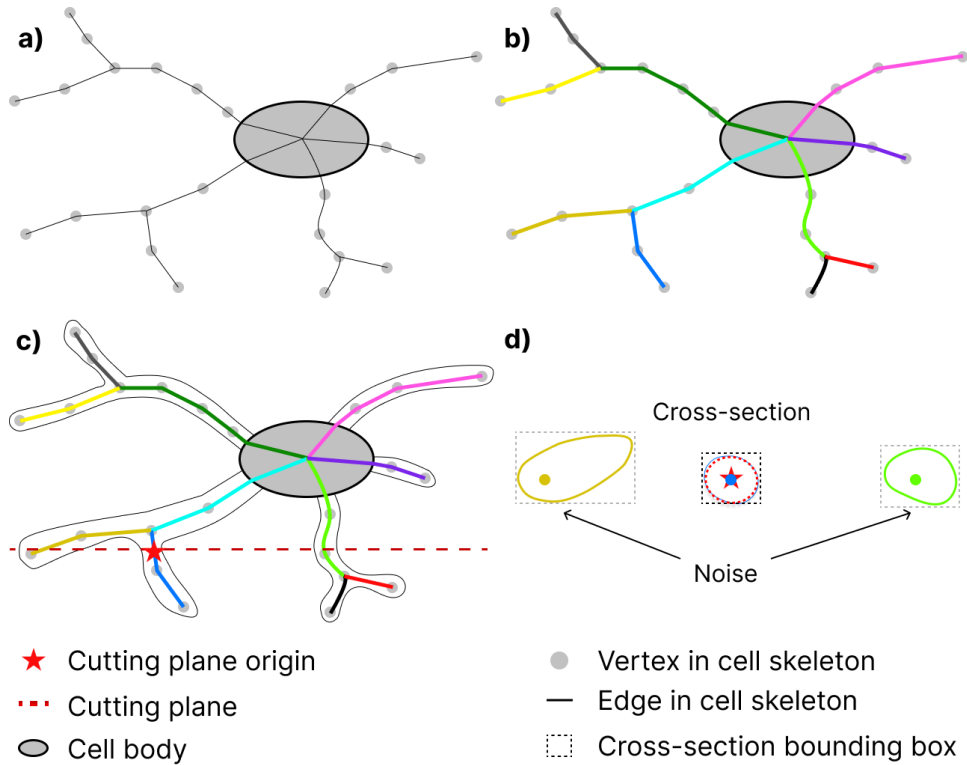 a)
b)
c)
d)
Cross-section
Noise
Cutting plane origin
Cutting plane
Cell body
Vertex in cell skeleton
Edge in cell skeleton
Cross-section bounding box